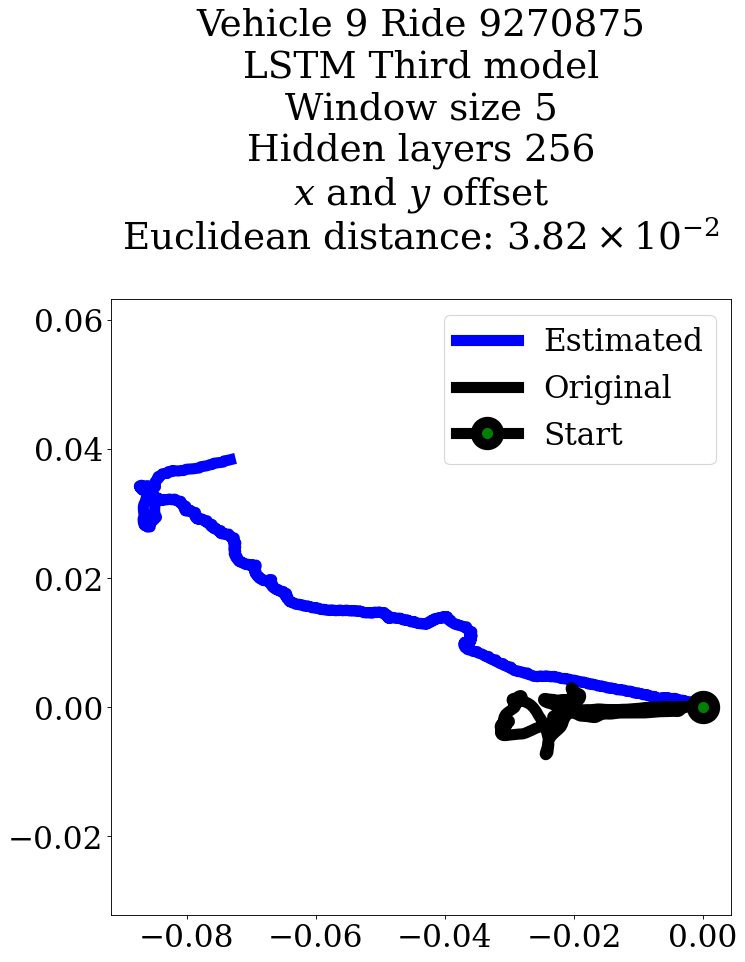 Vehicle 9 Ride 9270875
LSTM Third model
Window size 5
Hidden layers 256
x and y offset
Euclidean distance: 3.82 × 10⁻²
Estimated
Original
Start
0.06
0.04
0.02
0.00
−0.02
−0.08 −0.06 −0.04 −0.02 0.00